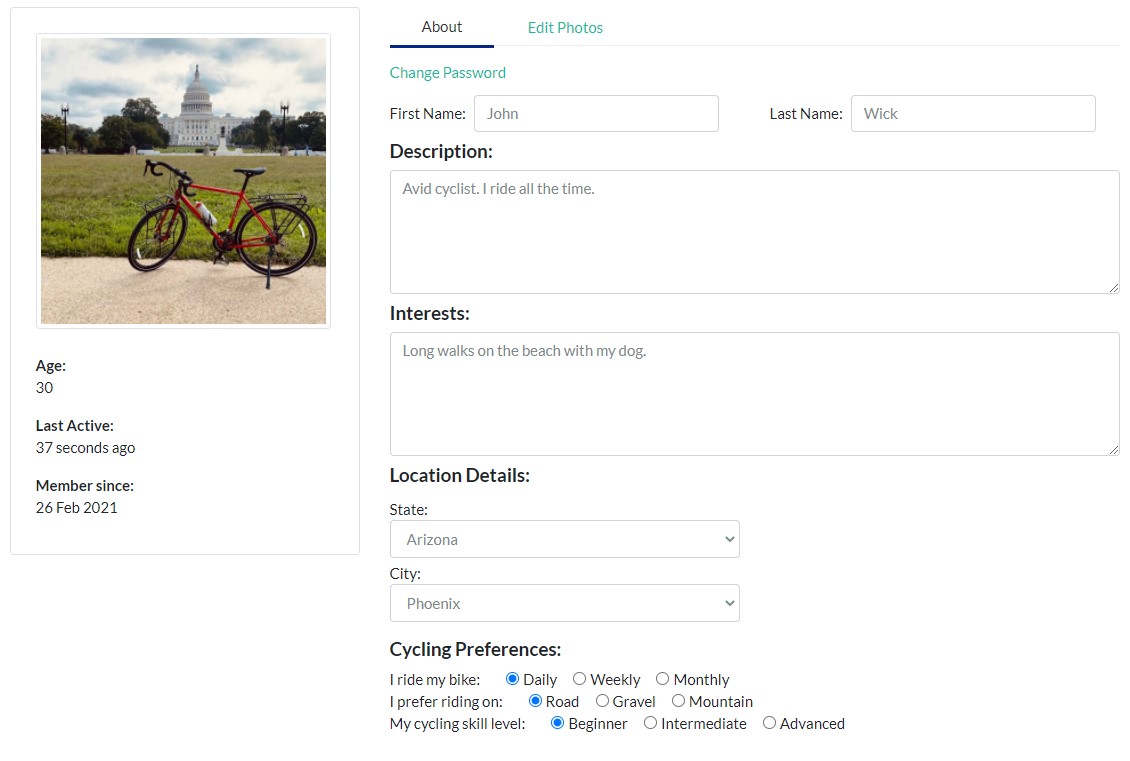 About
Edit Photos
Change Password
First Name: John
Last Name: Wick
Description:
Avid cyclist. I ride all the time.
Interests:
Long walks on the beach with my dog.
Age:
30
Last Active:
37 seconds ago
Member since:
26 Feb 2021
Location Details:
State:
Arizona
City:
Phoenix
Cycling Preferences:
I ride my bike: Daily Weekly Monthly
I prefer riding on: Road Gravel Mountain
My cycling skill level: Beginner Intermediate Advanced